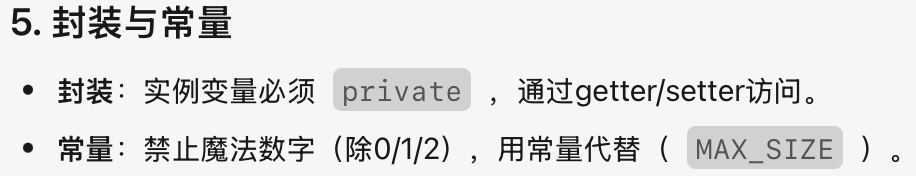 5. 封装与常量
• 封装：实例变量必须 private ，通过getter/setter访问。
• 常量：禁止魔法数字（除0/1/2），用常量代替（ MAX_SIZE ）。